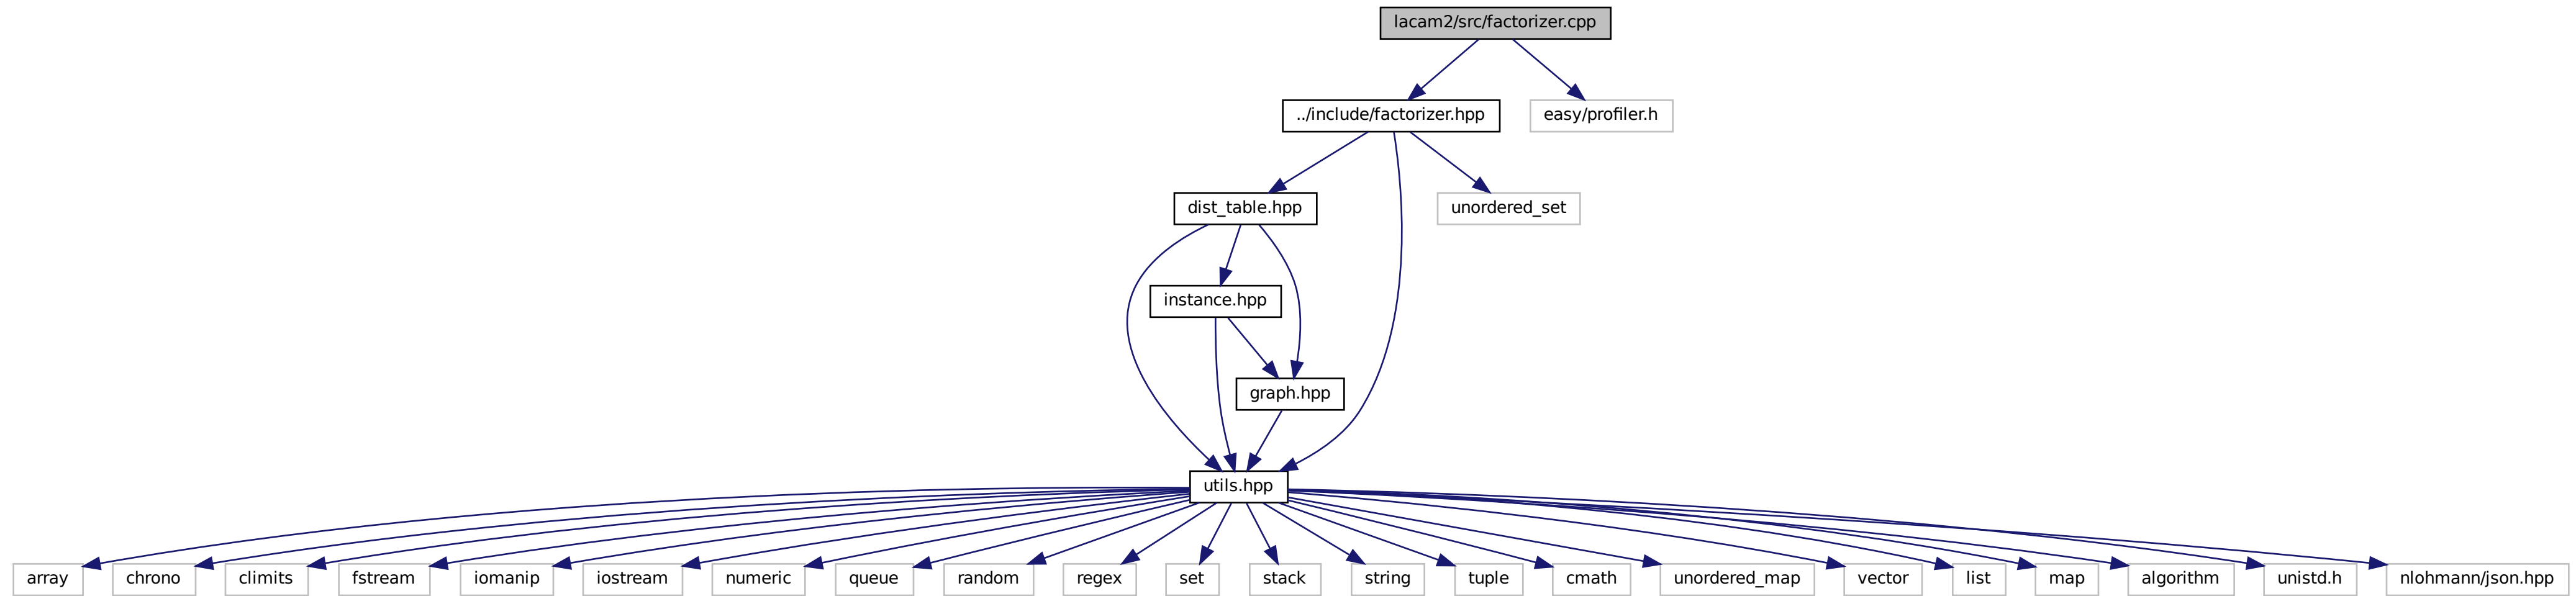 lacam2/src/factorizer.cpp
../include/factorizer.hpp
easy/profiler.h
dist_table.hpp
unordered_set
instance.hpp
graph.hpp
utils.hpp
array
chrono
climits
fstream
iomanip
iostream
numeric
queue
random
regex
set
stack
string
tuple
cmath
unordered_map
vector
list
map
algorithm
unistd.h
nlohmann/json.hpp